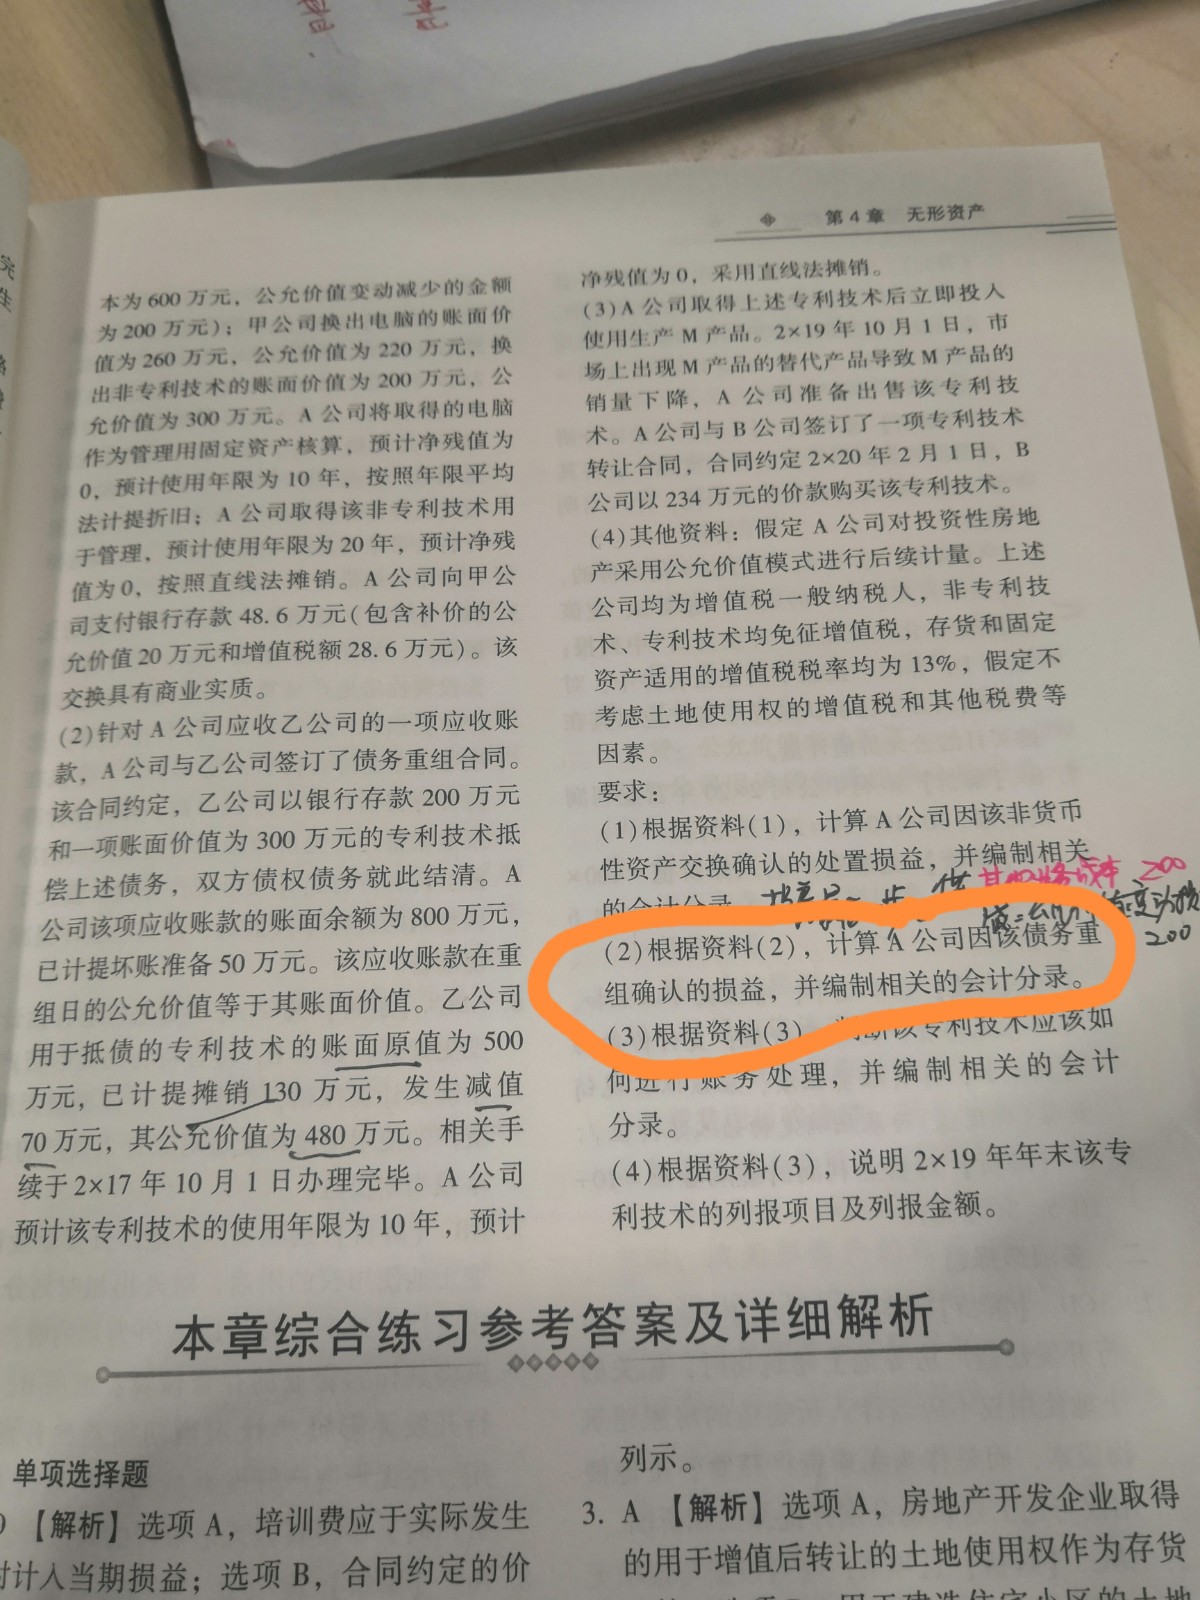 第4章 无形资产
本为600万元，公允价值变动减少的金额
为200万元)；甲公司换出电脑的账面价
值为260万元，公允价值为220万元，换
出非专利技术的账面价值为200万元，公
允价值为300万元。A公司将取得的电脑
作为管理用固定资产核算，预计净残值为
0，预计使用年限为10年，按照年限平均
法计提折旧；A公司取得该非专利技术用
于管理，预计使用年限为20年，预计净残
值为0，按照直线法摊销。A公司向甲公
司支付银行存款48.6万元(包含补价的公
允价值20万元和增值税额28.6万元)。该
交换具有商业实质。
(2)针对A公司应收乙公司的一项应收账
款，A公司与乙公司签订了债务重组合同。
该合同约定，乙公司以银行存款200万元
和一项账面价值为300万元的专利技术抵
偿上述债务，双方债权债务就此结清。A
公司该项应收账款的账面余额为800万元，
已计提坏账准备50万元。该应收账款在重
组日的公允价值等于其账面价值。乙公司
用于抵债的专利技术的账面原值为500
万元，已计提摊销130万元，发生减值
70万元，其公允价值为480万元。相关手
续于2×17年10月1日办理完毕。A公司
预计该专利技术的使用年限为10年，预计
净残值为0，采用直线法摊销。
(3)A公司取得上述专利技术后立即投入
使用生产M产品。2×19年10月1日，市
场上出现M产品的替代产品导致M产品的
销量下降，A公司准备出售该专利技
术。A公司与B公司签订了一项专利技术
转让合同，合同约定2×20年2月1日，B
公司以234万元的价款购买该专利技术。
(4)其他资料：假定A公司对投资性房地
产采用公允价值模式进行后续计量。上述
公司均为增值税一般纳税人，非专利技
术、专利技术均免征增值税，存货和固定
资产适用的增值税税率均为13%，假定不
考虑土地使用权的增值税和其他税费等
因素。
要求：
(1)根据资料(1)，计算A公司因该非货币
性资产交换确认的处置损益，并编制相关
的会计分录。
其他业务成本 200
200
(2)根据资料(2)，计算A公司因该债务重
组确认的损益，并编制相关的会计分录。
(3)根据资料(3)，判断该专利技术应该如
何进行账务处理，并编制相关的会计
分录。
(4)根据资料(3)，说明2×19年年末该专
利技术的列报项目及列报金额。
本章综合练习参考答案及详细解析
单项选择题
【解析】选项A，培训费应于实际发生
时计入当期损益；选项B，合同约定的价
列示。
3. A 【解析】选项A，房地产开发企业取得
的用于增值后转让的土地使用权作为存货